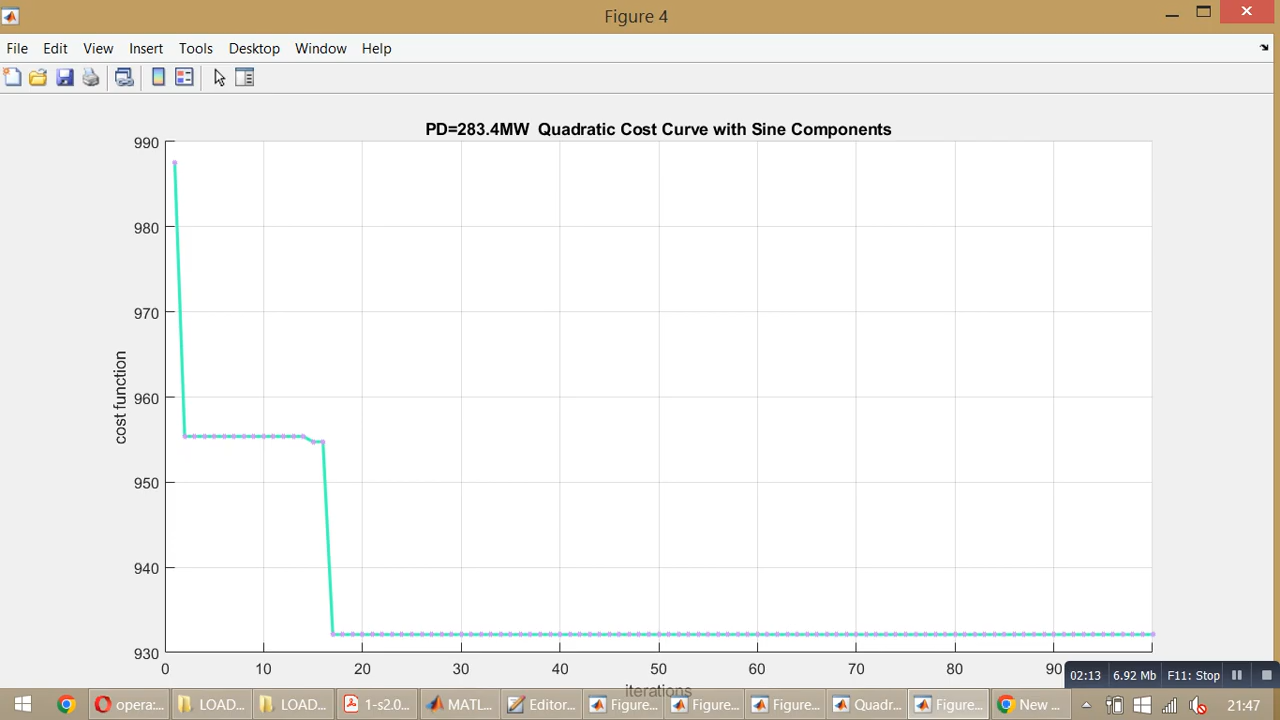 Figure 4
File Edit View Insert Tools Desktop Window Help
PD=283.4MW Quadratic Cost Curve with Sine Components
990
980
970
960
950
940
930
cost function
0 10 20 30 40 50 60 70 80 90
iterations
02:13 6.92 Mb F11: Stop
opera:... LOAD... LOAD... 1-s2.0... MATL... Editor... Figure... Figure... Figure... Quadr... Figure... New ... 21:47